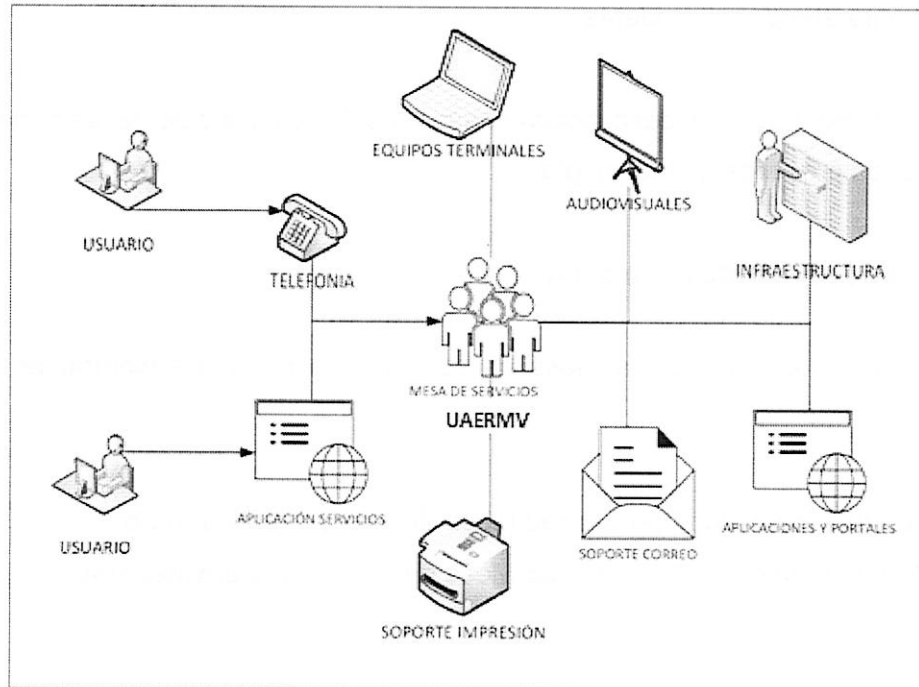 EQUIPOS TERMINALES
AUDIOVISUALES
USUARIO
TELEFONIA
INFRAESTRUCTURA
MESA DE SERVICIOS
UAERMV
APLICACIÓN SERVICIOS
USUARIO
SOPORTE CORREO
APLICACIONES Y PORTALES
SOPORTE IMPRESIÓN